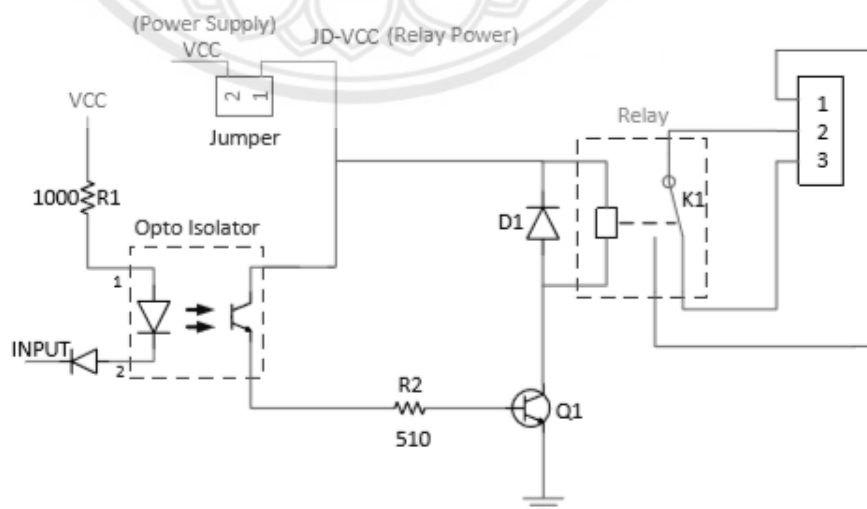 (Power Supply)
VCC
JD-VCC (Relay Power)
2 1
Jumper
VCC
1000 R1
Opto Isolator
1
2
INPUT
R2
510
Q1
D1
Relay
K1
1
2
3